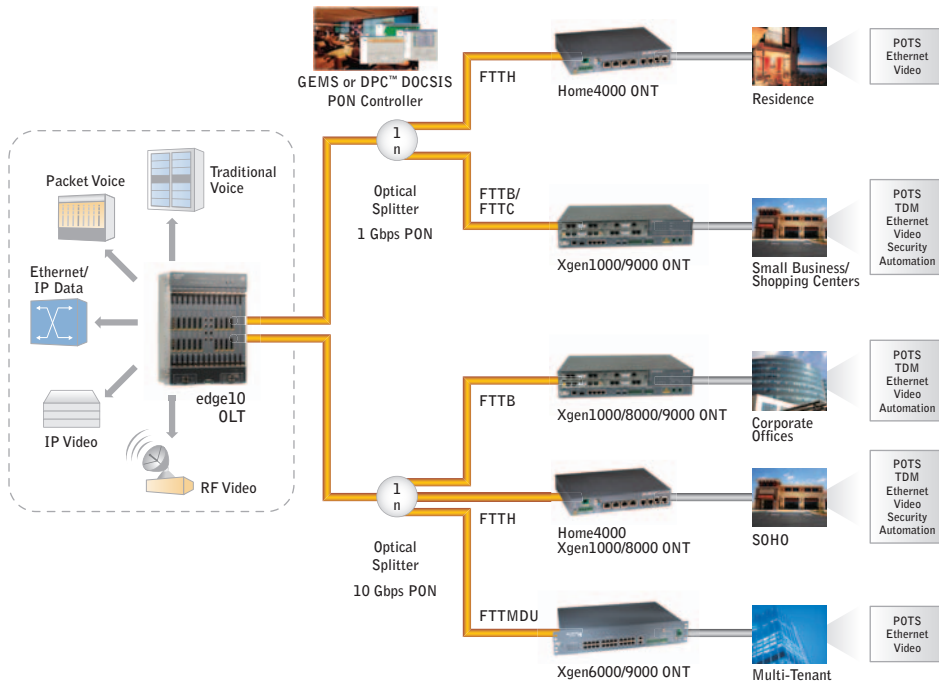 GEMS or DPC™ DOCSIS
PON Controller
FTTH
Home4000 ONT
Residence
POTS
Ethernet
Video
1
n
Optical
Splitter
1 Gbps PON
FTTB/
FTTC
Xgen1000/9000 ONT
Small Business/
Shopping Centers
POTS
TDM
Ethernet
Video
Security
Automation
Packet Voice
Traditional
Voice
Ethernet/
IP Data
IP Video
RF Video
edge10
OLT
FTTB
Xgen1000/8000/9000 ONT
Corporate
Offices
POTS
TDM
Ethernet
Video
Automation
1
n
Optical
Splitter
10 Gbps PON
FTTH
Home4000
Xgen1000/8000 ONT
SOHO
POTS
TDM
Ethernet
Video
Security
Automation
FTTMDU
Xgen6000/9000 ONT
Multi-Tenant
POTS
Ethernet
Video